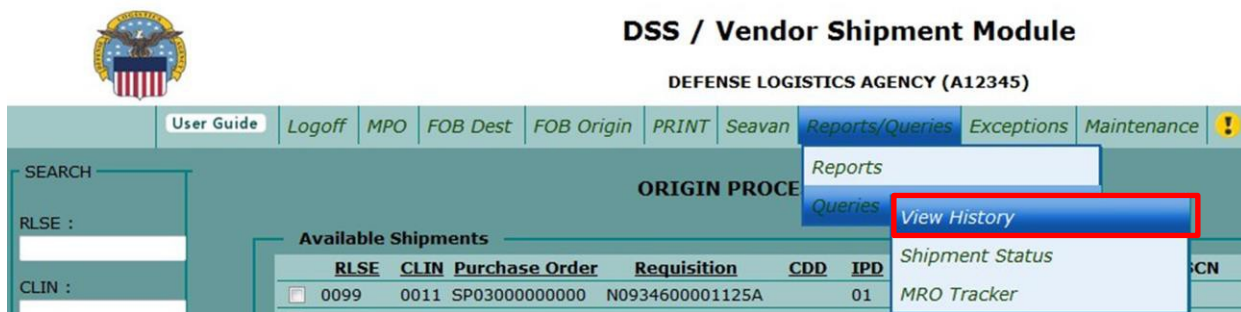 DSS / Vendor Shipment Module
DEFENSE LOGISTICS AGENCY (A12345)
User Guide Logoff MPO FOB Dest FOB Origin PRINT Seavan Reports/Queries Exceptions Maintenance !
SEARCH
Reports
ORIGIN PROCE
Queries
View History
RLSE :
Available Shipments
Shipment Status
RLSE CLIN Purchase Order Requisition CDD IPD CN
CLIN :
0099 0011 SP03000000000 N0934600001125A 01 MRO Tracker